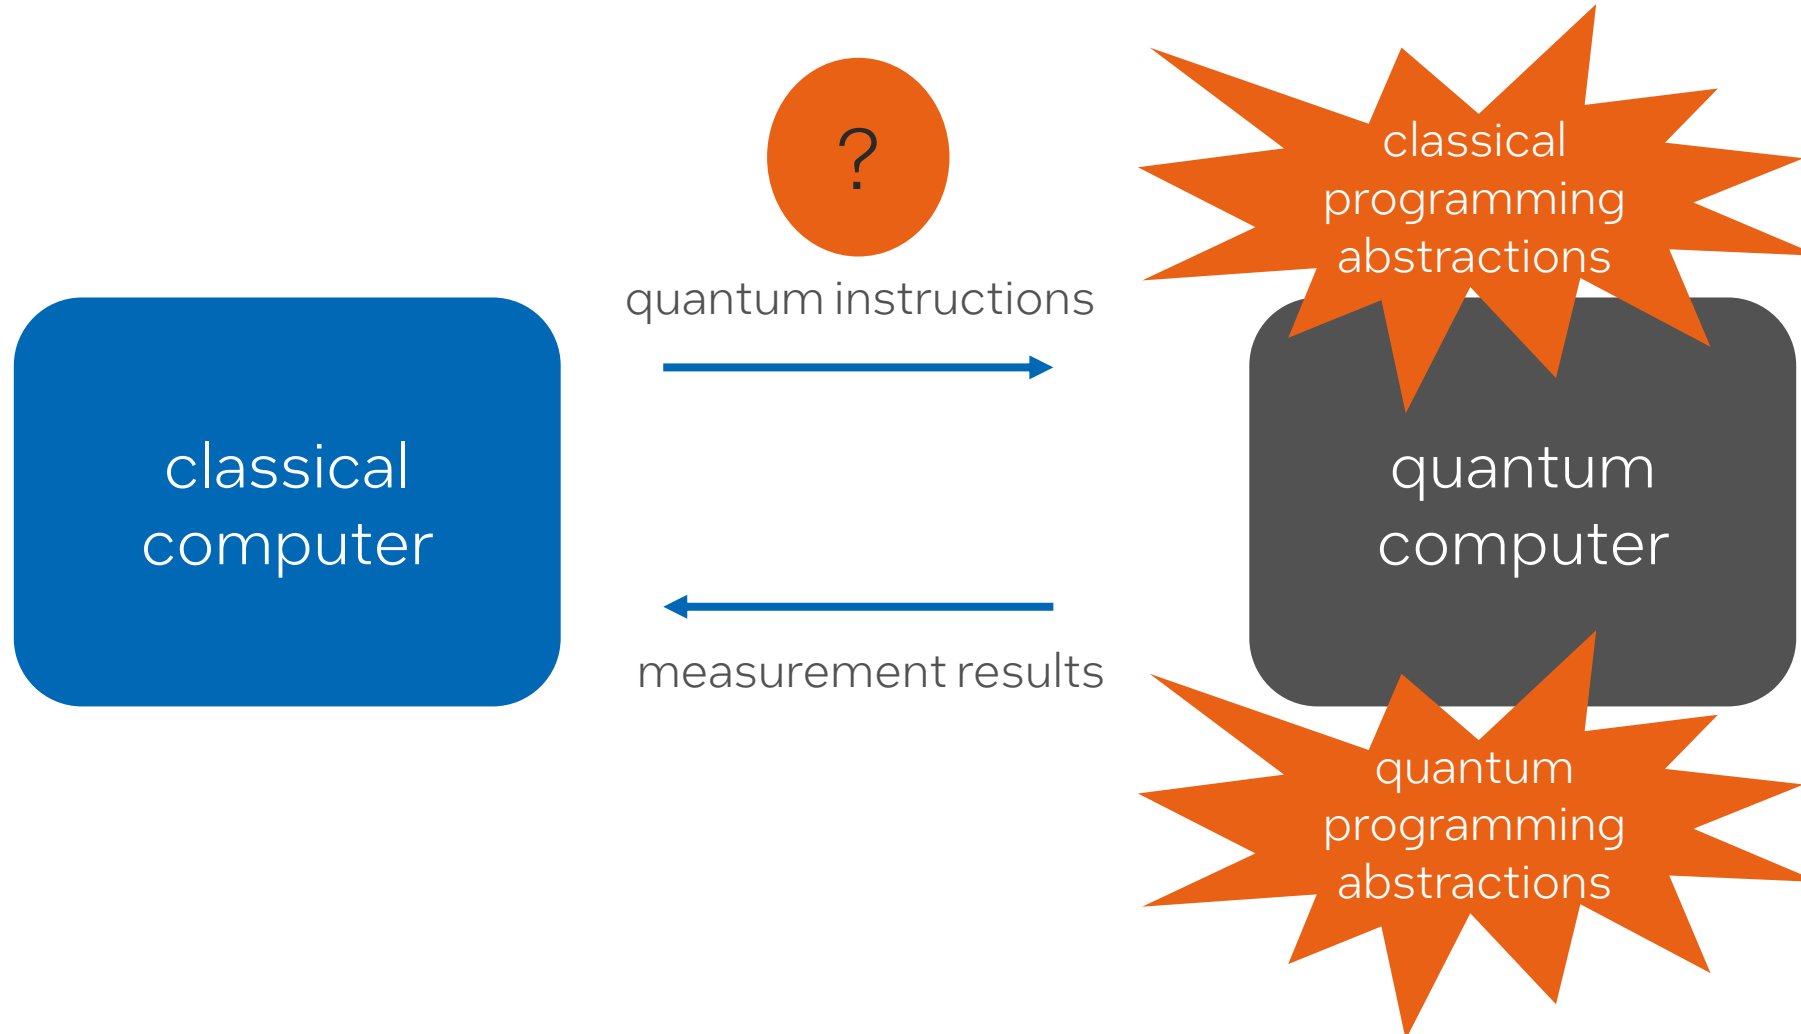 ?
quantum instructions
classical
computer
measurement results
classical
programming
abstractions
quantum
computer
quantum
programming
abstractions